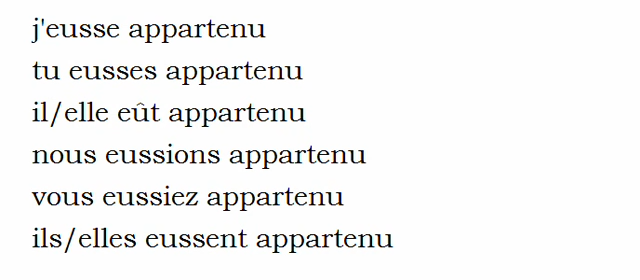 j'eusse appartenu
tu eusses appartenu
il/elle eût appartenu
nous eussions appartenu
vous eussiez appartenu
ils/elles eussent appartenu